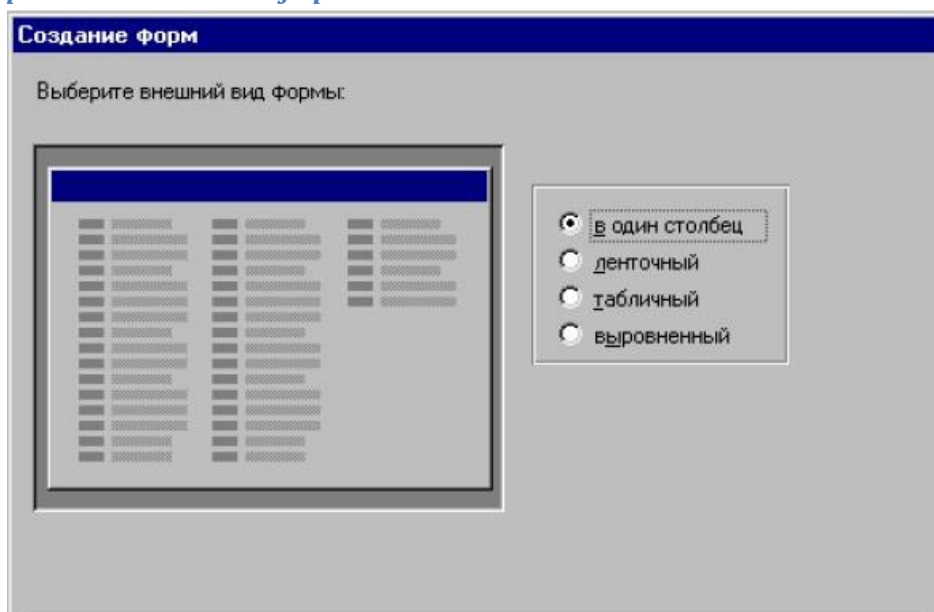 Создание форм
Выберите внешний вид формы:
в один столбец
ленточный
табличный
выровненный